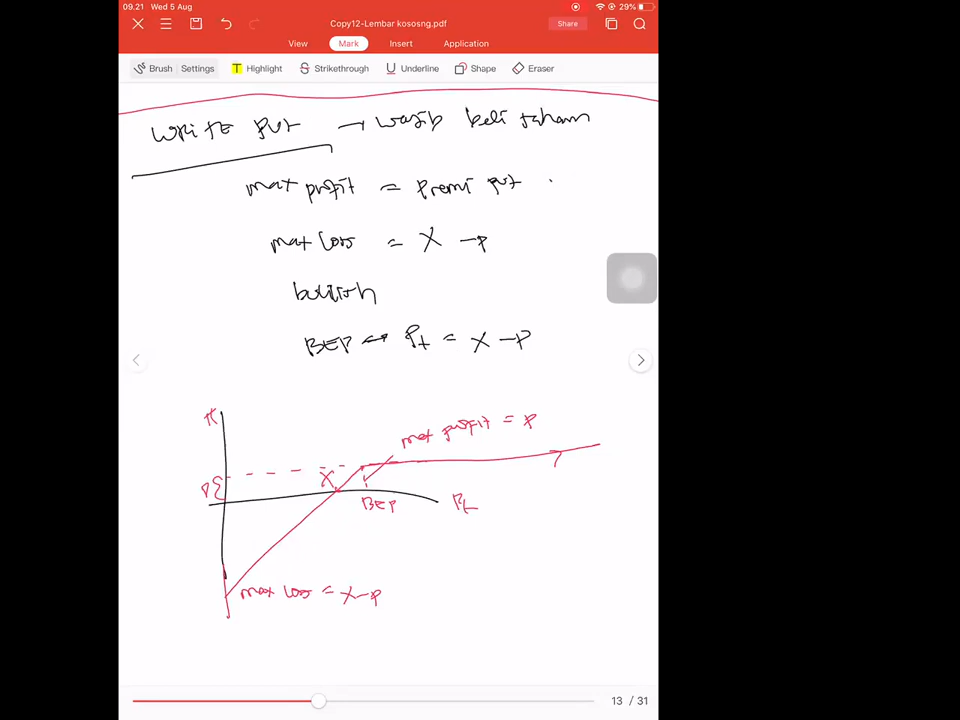 09.21 Wed 5 Aug 29%
Copy12-Lembar kososng.pdf
Share
View Mark Insert Application
Brush Settings T Highlight S Strikethrough U Underline Shape Eraser
WRITE PUT → wajib beli saham
max profit = premi put
max loss = X - P
bullish
BEP ↔ Pt = X - P
π
max profit = P
P{ X
BEP Pt
max loss = X - P
13 / 31